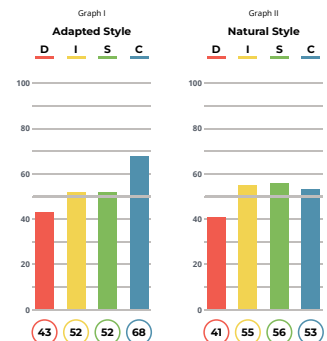 Graph I
Adapted Style
D I S C
100
80
60
40
20
0
43 52 52 68
Graph II
Natural Style
D I S C
100
80
60
40
20
0
41 55 56 53